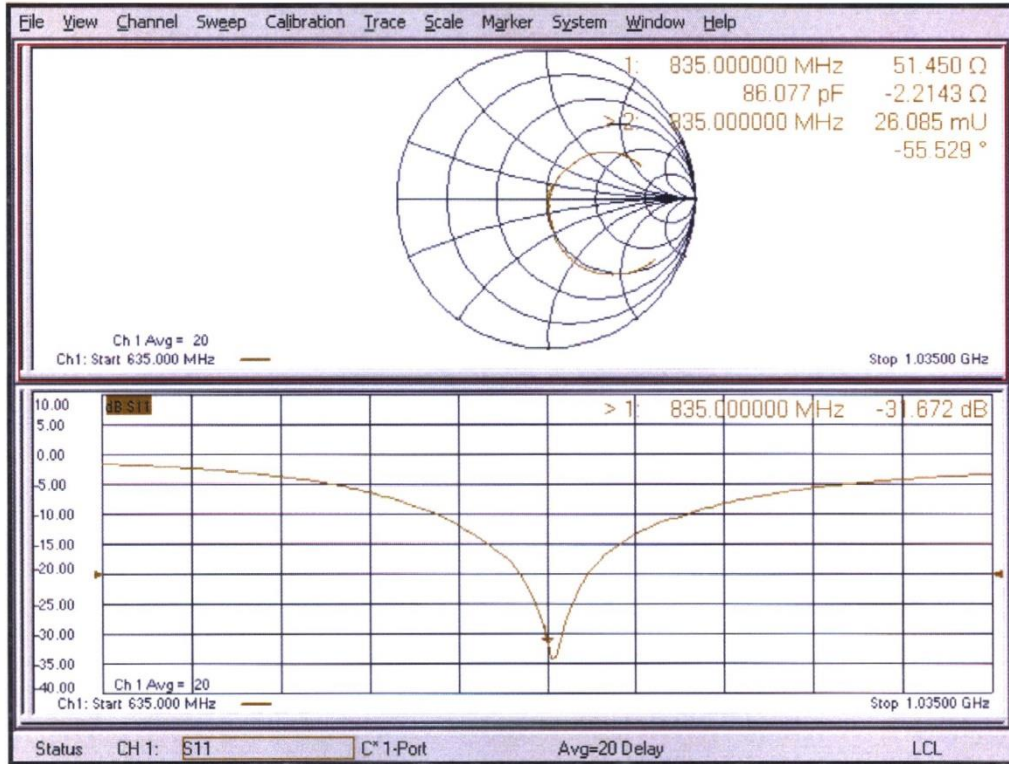 File View Channel Sweep Calibration Trace Scale Marker System Window Help
1: 835.000000 MHz 51.450 Ω
86.077 pF -2.2143 Ω
> 2: 835.000000 MHz 26.085 mU
-55.529 °
Ch 1 Avg = 20
Ch1: Start 635.000 MHz Stop 1.03500 GHz
10.00 dB S11 > 1: 835.000000 MHz -31.672 dB
5.00
0.00
-5.00
-10.00
-15.00
-20.00
-25.00
-30.00
-35.00
-40.00
Ch 1 Avg = 20
Ch1: Start 635.000 MHz Stop 1.03500 GHz
Status CH 1: S11 C* 1-Port Avg=20 Delay LCL